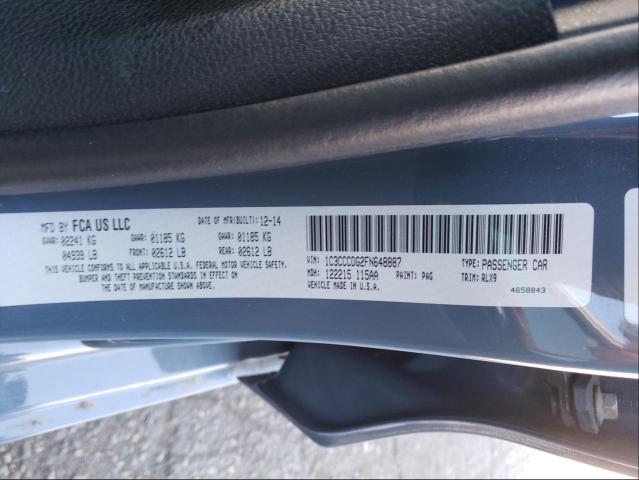 MFD BY FCA US LLC
DATE OF MFR(BUILT): 12-14
GVWR: 02241 KG
04939 LB
GAWR: 01185 KG
FRONT: 02612 LB
GAWR: 01185 KG
REAR: 02612 LB
THIS VEHICLE CONFORMS TO ALL APPLICABLE U.S.A. FEDERAL MOTOR VEHICLE SAFETY,
BUMPER AND THEFT PREVENTION STANDARDS IN EFFECT ON
THE DATE OF MANUFACTURE SHOWN ABOVE.
VIN: 1C3CCCDG2FN648887
TYPE: PASSENGER CAR
MDH: 122215 115AA
PAINT: PAG
TRIM: RLX9
VEHICLE MADE IN U.S.A.
4658843